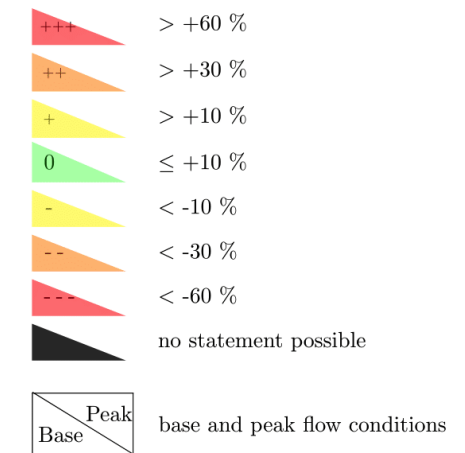 +++ > +60 %
++ > +30 %
+ > +10 %
0 ≤ +10 %
- < -10 %
- - < -30 %
- - - < -60 %
no statement possible
Peak
Base
base and peak flow conditions